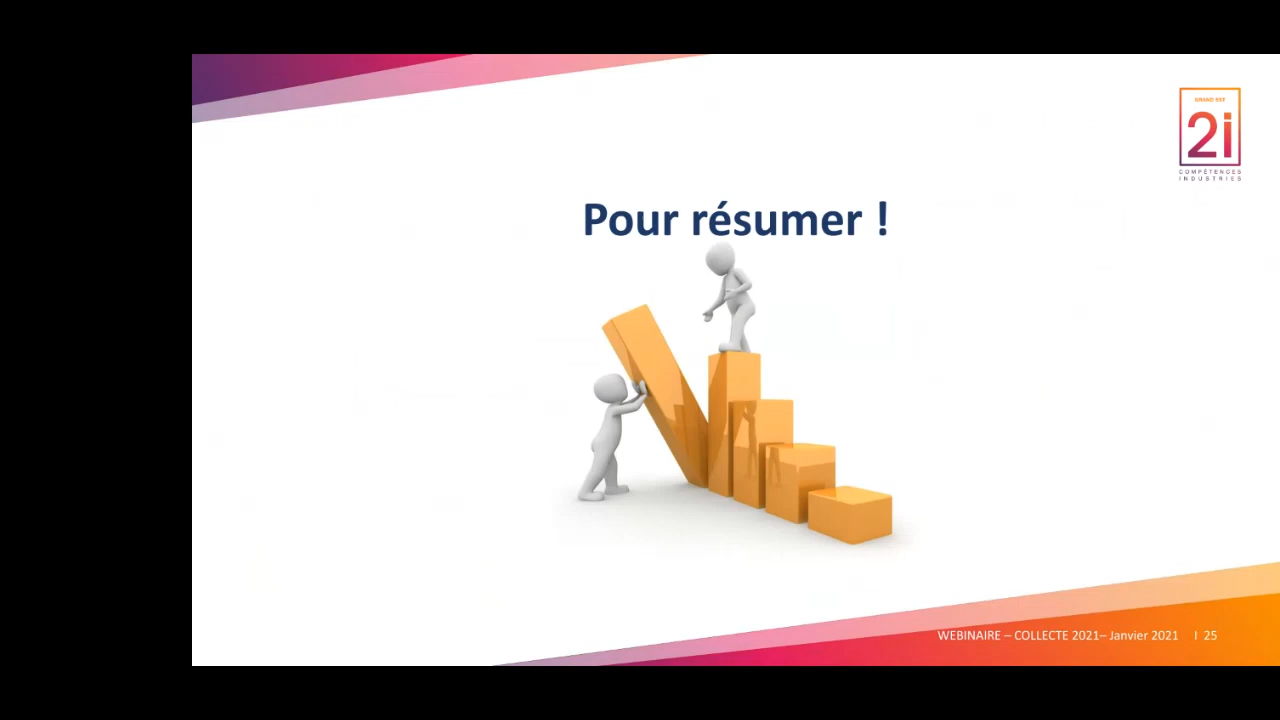 GRAND EST
2i
COMPÉTENCES
INDUSTRIES
Pour résumer !
WEBINAIRE – COLLECTE 2021– Janvier 2021 I 25